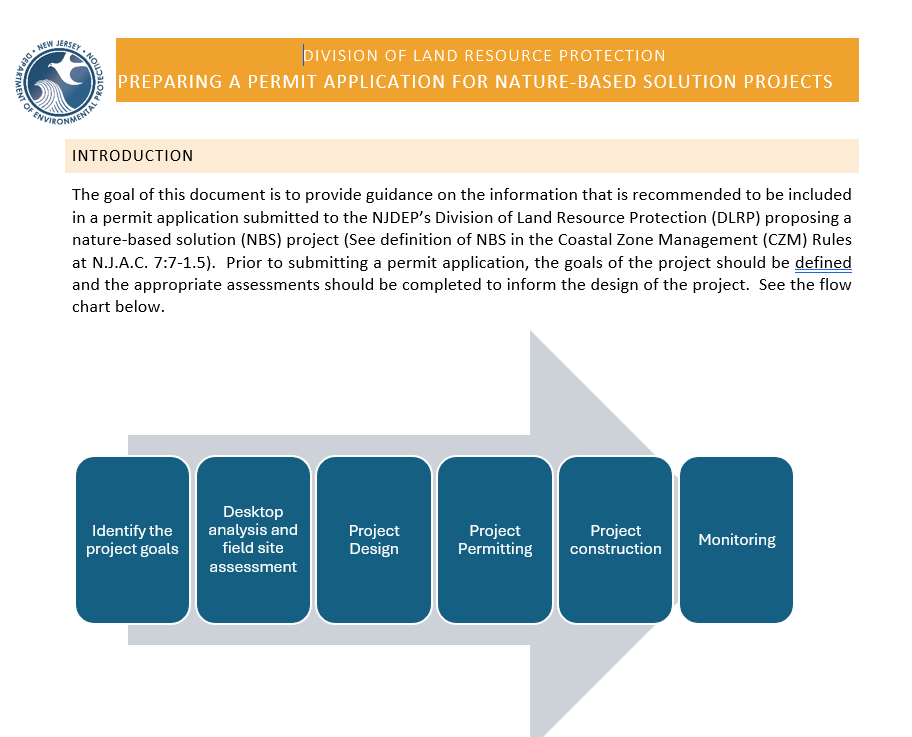 NEW JERSEY
DEPARTMENT OF ENVIRONMENTAL PROTECTION
DIVISION OF LAND RESOURCE PROTECTION
PREPARING A PERMIT APPLICATION FOR NATURE-BASED SOLUTION PROJECTS
INTRODUCTION
The goal of this document is to provide guidance on the information that is recommended to be included
in a permit application submitted to the NJDEP’s Division of Land Resource Protection (DLRP) proposing a
nature-based solution (NBS) project (See definition of NBS in the Coastal Zone Management (CZM) Rules
at N.J.A.C. 7:7-1.5).  Prior to submitting a permit application, the goals of the project should be defined
and the appropriate assessments should be completed to inform the design of the project.  See the flow
chart below.
Identify the
project goals
Desktop
analysis and
field site
assessment
Project
Design
Project
Permitting
Project
construction
Monitoring